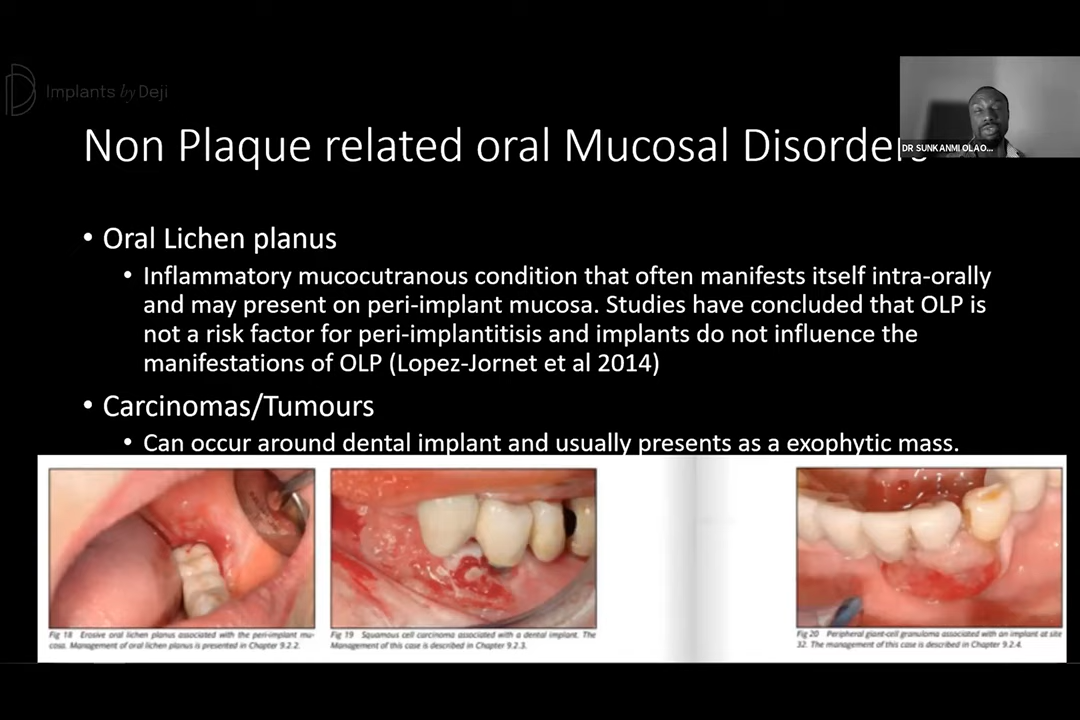 Implants by Deji
DR SUNKANMI OLAO...
Non Plaque related oral Mucosal Disorders
• Oral Lichen planus
• Inflammatory mucocutranous condition that often manifests itself intra-orally
and may present on peri-implant mucosa. Studies have concluded that OLP is
not a risk factor for peri-implantitisis and implants do not influence the
manifestations of OLP (Lopez-Jornet et al 2014)
• Carcinomas/Tumours
• Can occur around dental implant and usually presents as a exophytic mass.
Fig 18 Erosive oral lichen planus associated with the peri-implant mu-
cosa. Management of oral lichen planus is presented in Chapter 9.2.2.
Fig 19 Squamous cell carcinoma associated with a dental implant. The
Management of this case is described in Chapter 9.2.3.
Fig 20 Peripheral giant-cell granuloma associated with an implant at site
32. The management of this case is described in Chapter 9.2.4.